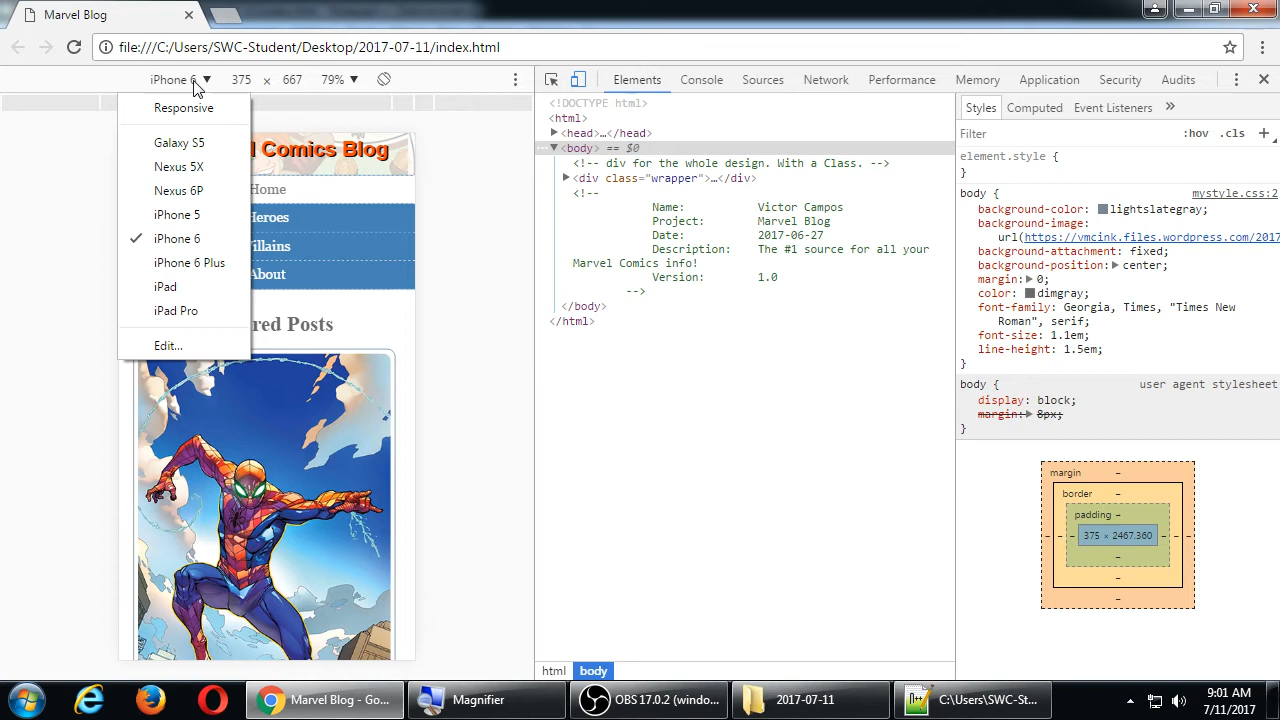 Marvel Blog
file:///C:/Users/SWC-Student/Desktop/2017-07-11/index.html
iPhone 6 ▼ 375 × 667 79% ▼
Elements Console Sources Network Performance Memory Application Security Audits
Responsive
Galaxy S5
Nexus 5X
Nexus 6P
iPhone 5
iPhone 6
iPhone 6 Plus
iPad
iPad Pro
Edit...
l Comics Blog
Home
Heroes
Villains
About
red Posts
<!DOCTYPE html>
<html>
▶<head>…</head>
… ▼<body> == $0
<!-- div for the whole design. With a Class. -->
▶<div class="wrapper">…</div>
<!--
Name: Victor Campos
Project: Marvel Blog
Date: 2017-06-27
Description: The #1 source for all your
Marvel Comics info!
Version: 1.0
-->
</body>
</html>
html body
Styles Computed Event Listeners »
Filter :hov .cls +
element.style {
}
body { mystyle.css:2
background-color: lightslategray;
background-image:
url(https://vmcink.files.wordpress.com/2017
background-attachment: fixed;
background-position:▶ center;
margin:▶ 0;
color: dimgray;
font-family: Georgia, Times, "Times New
Roman", serif;
font-size: 1.1em;
line-height: 1.5em;
}
body { user agent stylesheet
display: block;
margin:▶ 8px;
}
margin –
border –
padding –
– – – 375 × 2467.360 – – –
–
–
–
Marvel Blog - Go...
Magnifier
OBS 17.0.2 (windo...
2017-07-11
C:\Users\SWC-St...
9:01 AM
7/11/2017